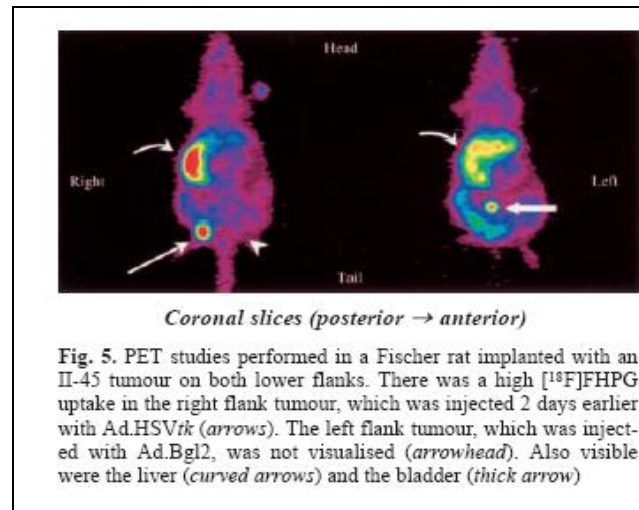 Head
Right
Left
Tail
Coronal slices (posterior → anterior)
Fig. 5. PET studies performed in a Fischer rat implanted with an
II-45 tumour on both lower flanks. There was a high [¹⁸F]FHPG
uptake in the right flank tumour, which was injected 2 days earlier
with Ad.HSVtk (arrows). The left flank tumour, which was inject-
ed with Ad.Bgl2, was not visualised (arrowhead). Also visible
were the liver (curved arrows) and the bladder (thick arrow)